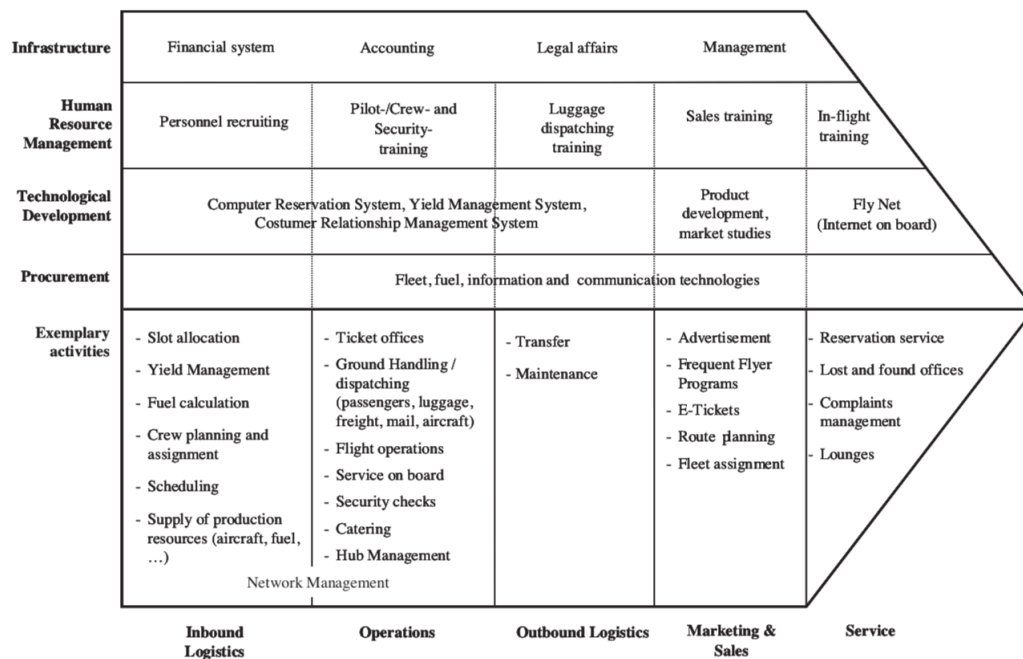 Infrastructure
Financial system
Accounting
Legal affairs
Management
Human
Resource
Management
Personnel recruiting
Pilot-/Crew- and
Security-
training
Luggage
dispatching
training
Sales training
In-flight
training
Technological
Development
Computer Reservation System, Yield Management System,
Costumer Relationship Management System
Product
development,
market studies
Fly Net
(Internet on board)
Procurement
Fleet, fuel, information and communication technologies
Exemplary
activities
- Slot allocation
- Yield Management
- Fuel calculation
- Crew planning and
assignment
- Scheduling
- Supply of production
resources (aircraft, fuel,
…)
- Ticket offices
- Ground Handling /
dispatching
(passengers, luggage,
freight, mail, aircraft)
- Flight operations
- Service on board
- Security checks
- Catering
- Hub Management
Network Management
- Transfer
- Maintenance
- Advertisement
- Frequent Flyer
Programs
- E-Tickets
- Route planning
- Fleet assignment
- Reservation service
- Lost and found offices
- Complaints
management
- Lounges
Inbound
Logistics
Operations
Outbound Logistics
Marketing &
Sales
Service